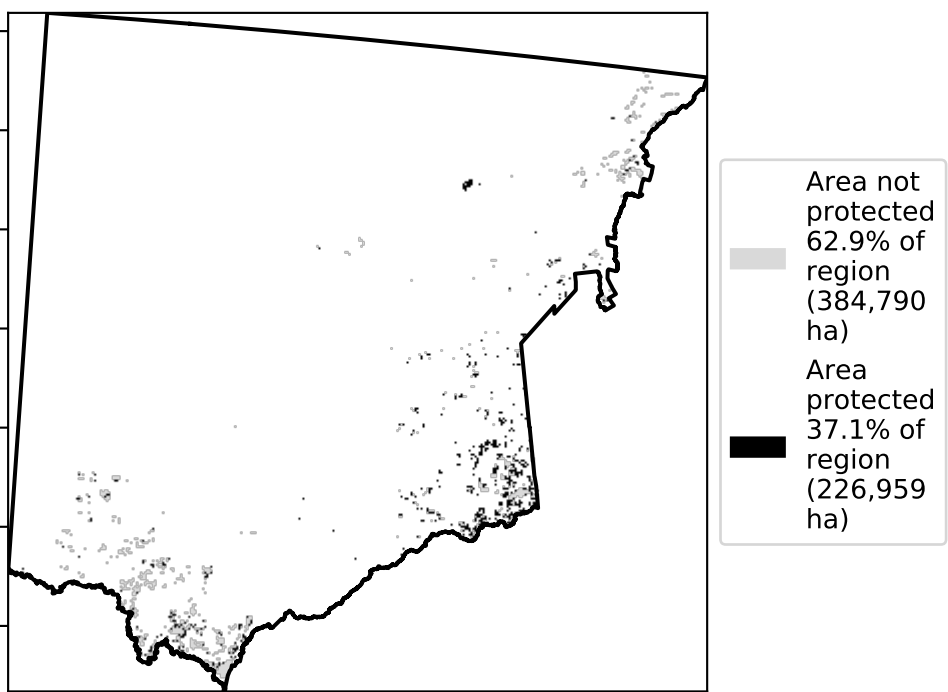 Area not
protected
62.9% of
region
(384,790
ha)
Area
protected
37.1% of
region
(226,959
ha)